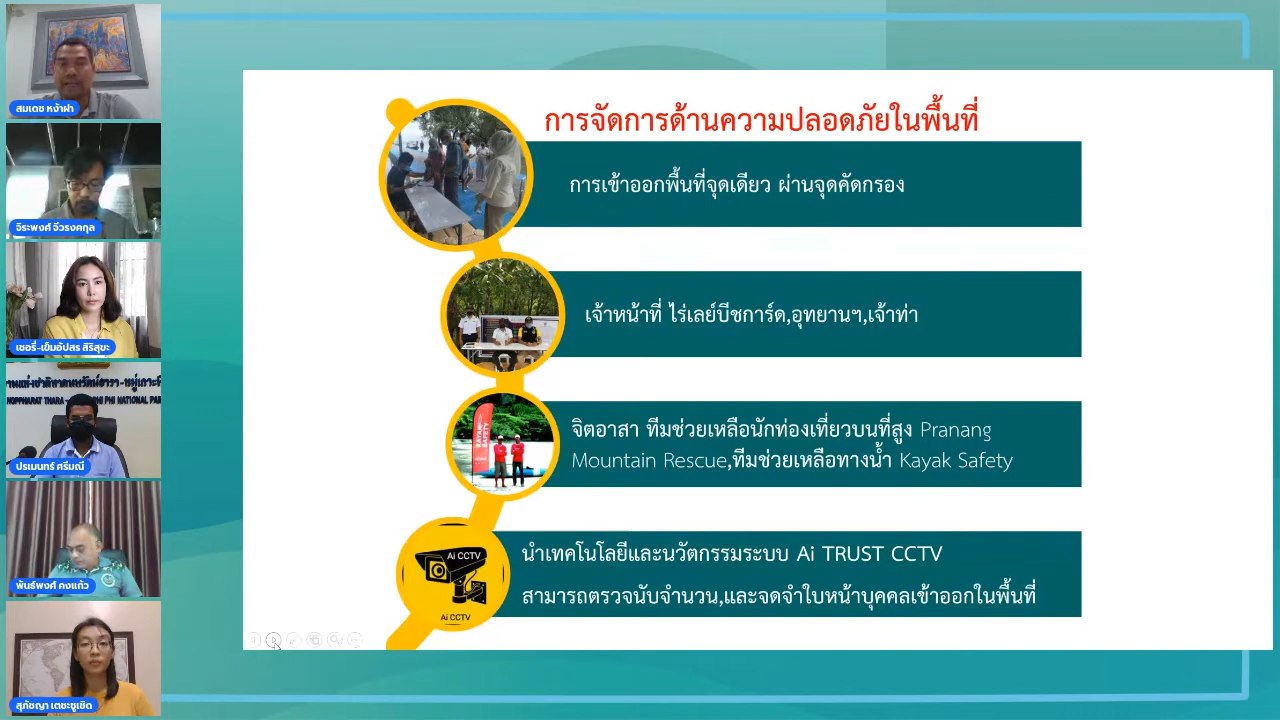 สมเดช หง้าฝา
จิระพงศ์ จีวรงคกุล
เชอรี่-เข็มอัปสร สิริสุขะ
ปรเมนทร์ ศรีมณี
พันธ์พงศ์ คงแก้ว
สุภัชญา เตชะชูเชิด
การจัดการด้านความปลอดภัยในพื้นที่
การเข้าออกพื้นที่จุดเดียว ผ่านจุดคัดกรอง
เจ้าหน้าที่ ไร่เลย์บีชการ์ด,อุทยานฯ,เจ้าท่า
KAYAK
SAFETY
จิตอาสา ทีมช่วยเหลือนักท่องเที่ยวบนที่สูง Pranang
Mountain Rescue,ทีมช่วยเหลือทางน้ำ Kayak Safety
Ai CCTV
Ai CCTV
นำเทคโนโลยีและนวัตกรรมระบบ Ai TRUST CCTV
สามารถตรวจนับจำนวน,และจดจำใบหน้าบุคคลเข้าออกในพื้นที่